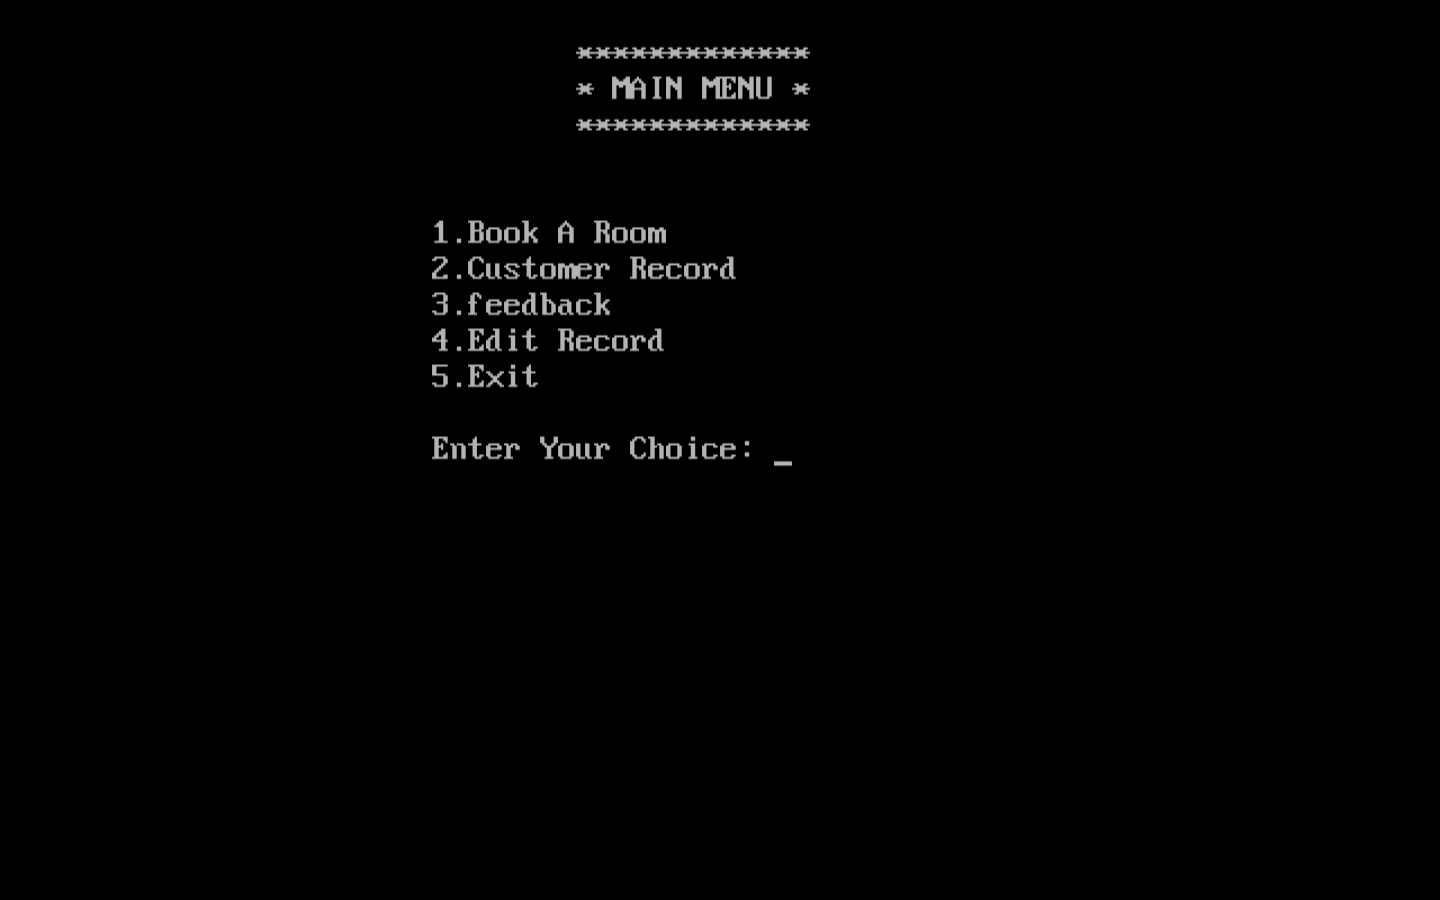 *************
* MAIN MENU *
*************
1.Book A Room
2.Customer Record
3.feedback
4.Edit Record
5.Exit
Enter Your Choice: _